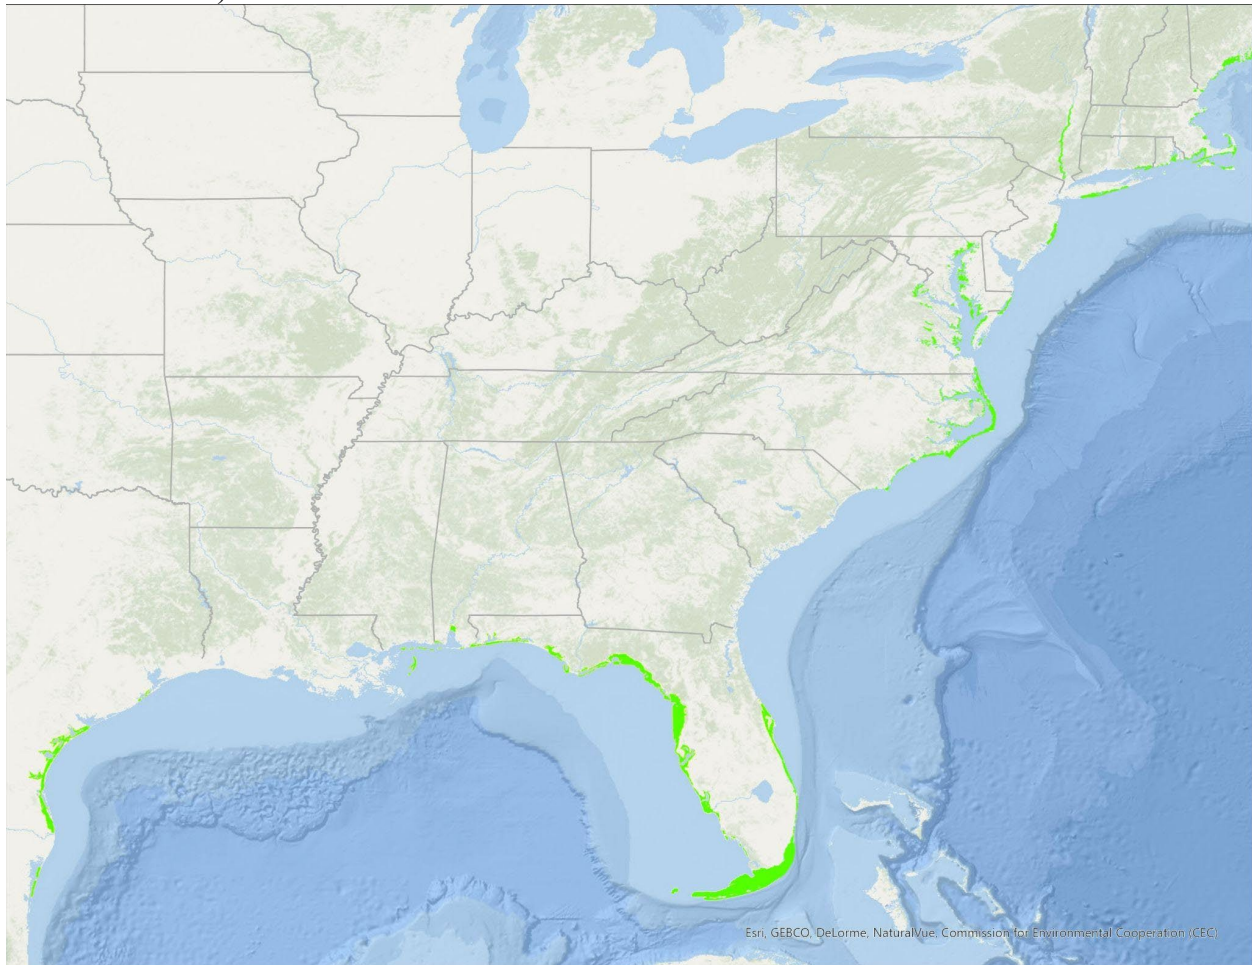 Esri, GEBCO, DeLorme, NaturalVue, Commission for Environmental Cooperation (CEC)